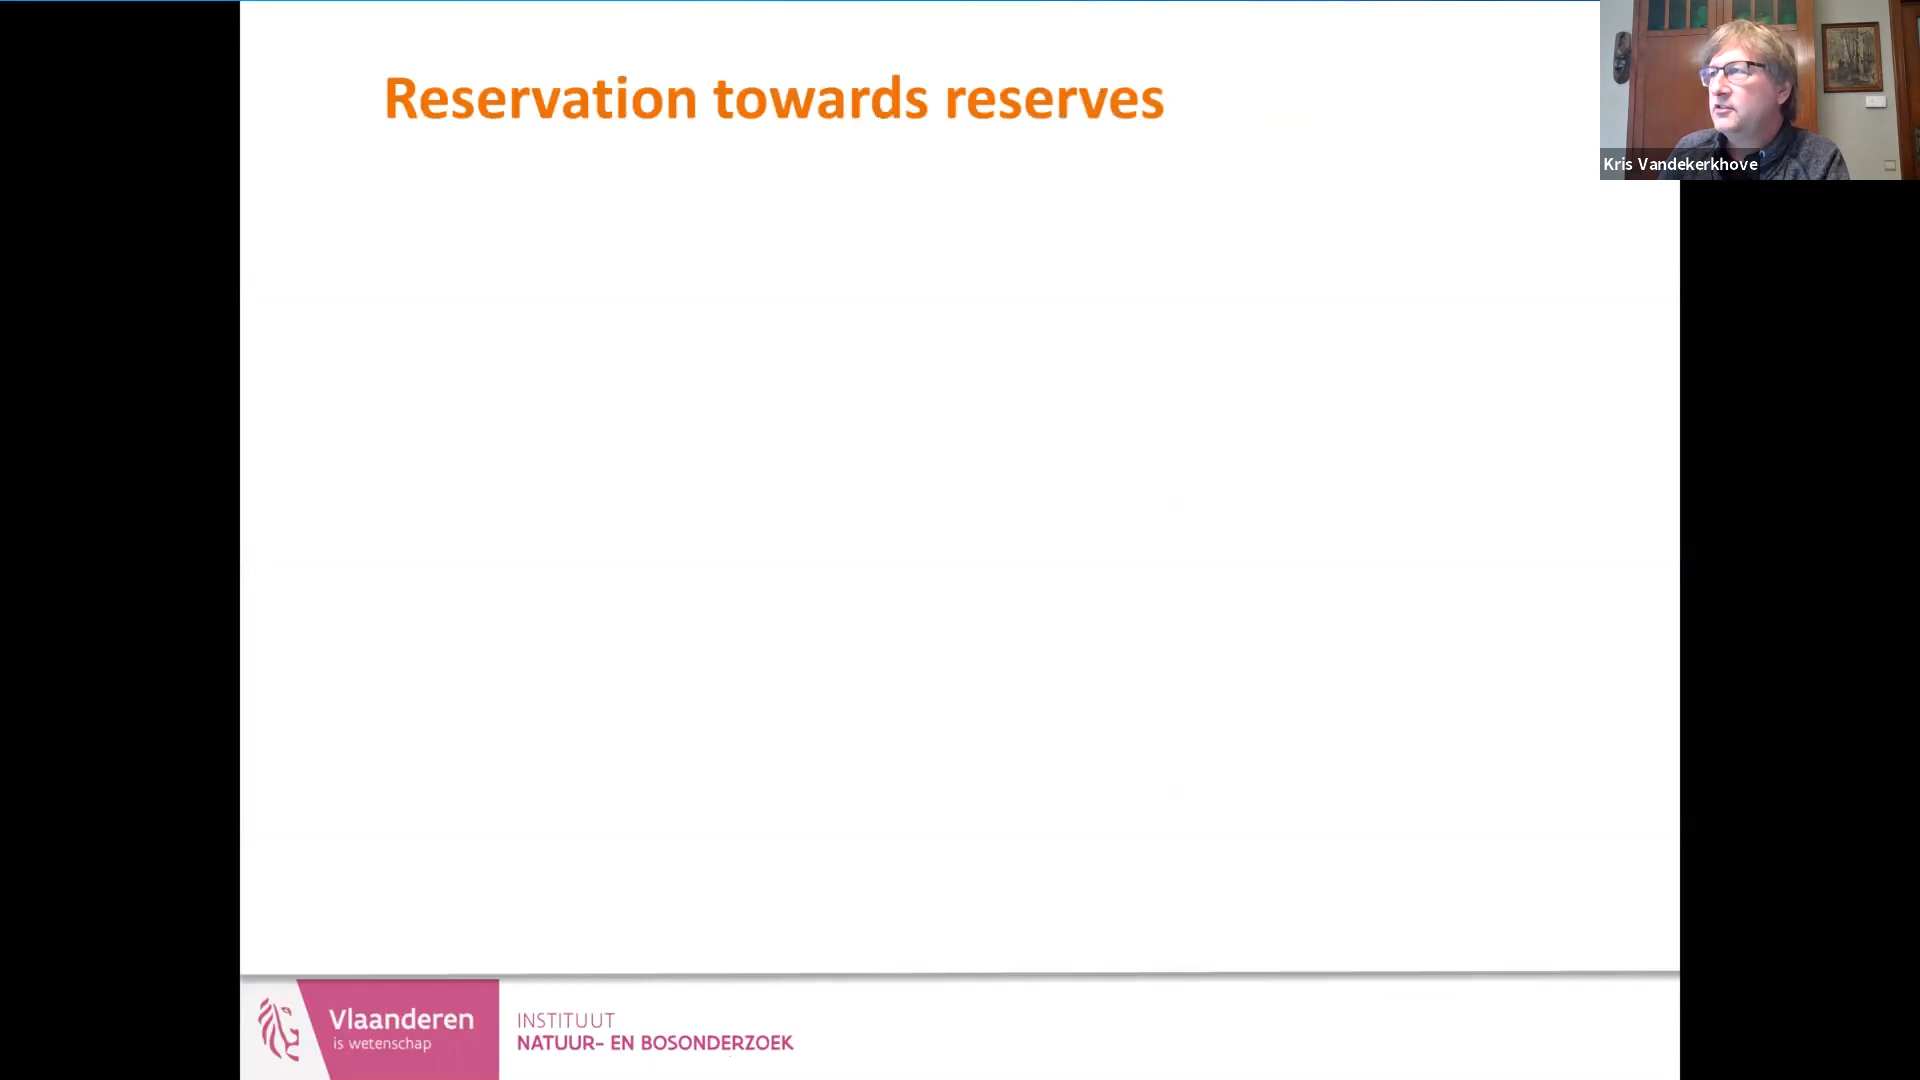 Reservation towards reserves
Kris Vandekerkhove
Vlaanderen
is wetenschap
INSTITUUT
NATUUR- EN BOSONDERZOEK